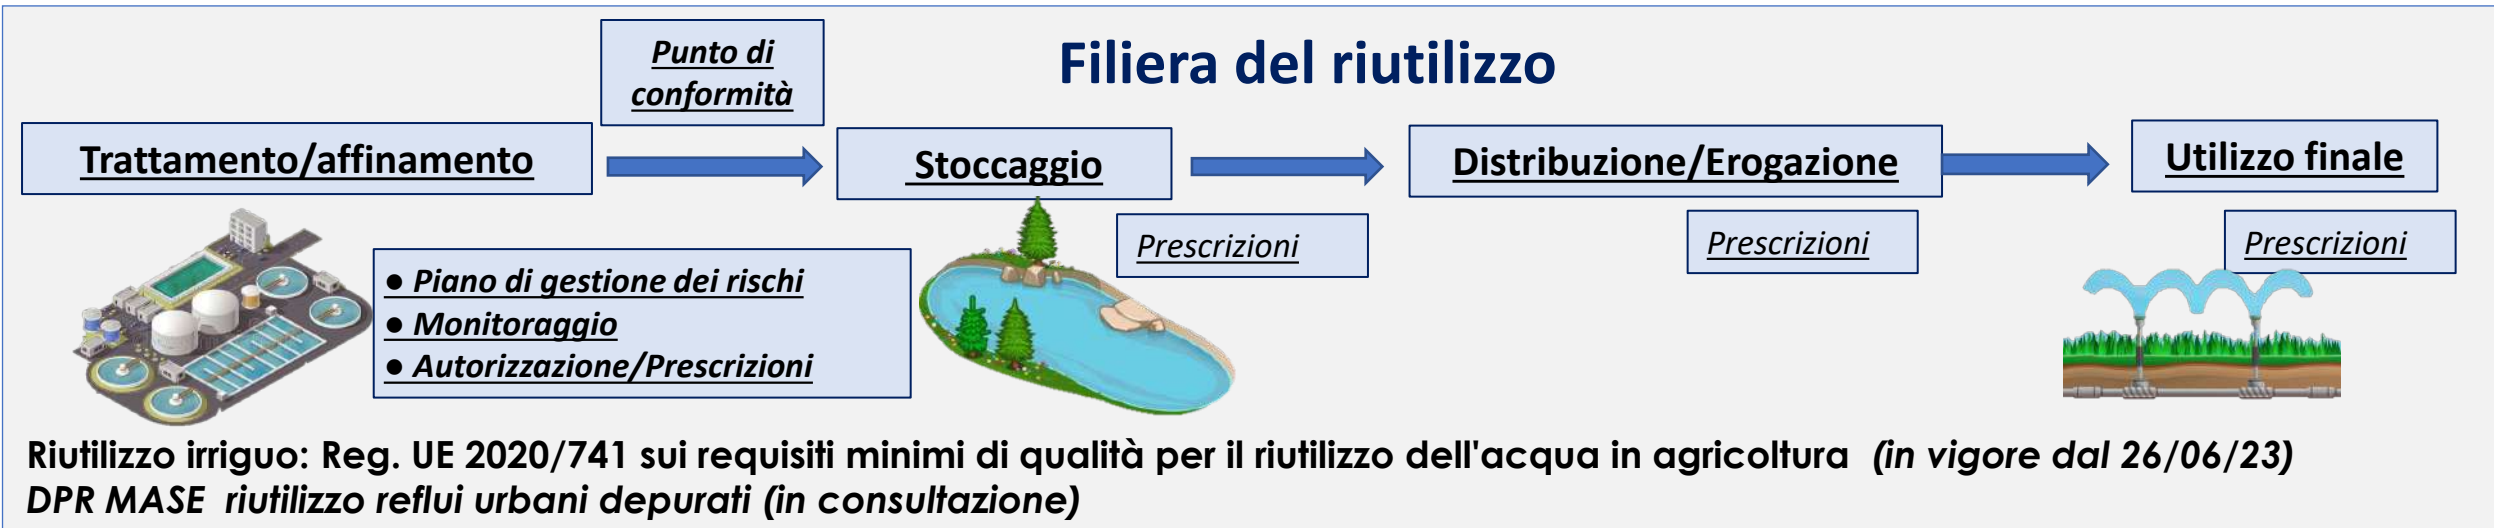 Punto di
conformità
Filiera del riutilizzo
Trattamento/affinamento
Stoccaggio
Distribuzione/Erogazione
Utilizzo finale
Prescrizioni
Prescrizioni
Prescrizioni
● Piano di gestione dei rischi
● Monitoraggio
● Autorizzazione/Prescrizioni
Riutilizzo irriguo: Reg. UE 2020/741 sui requisiti minimi di qualità per il riutilizzo dell'acqua in agricoltura (in vigore dal 26/06/23)
DPR MASE riutilizzo reflui urbani depurati (in consultazione)